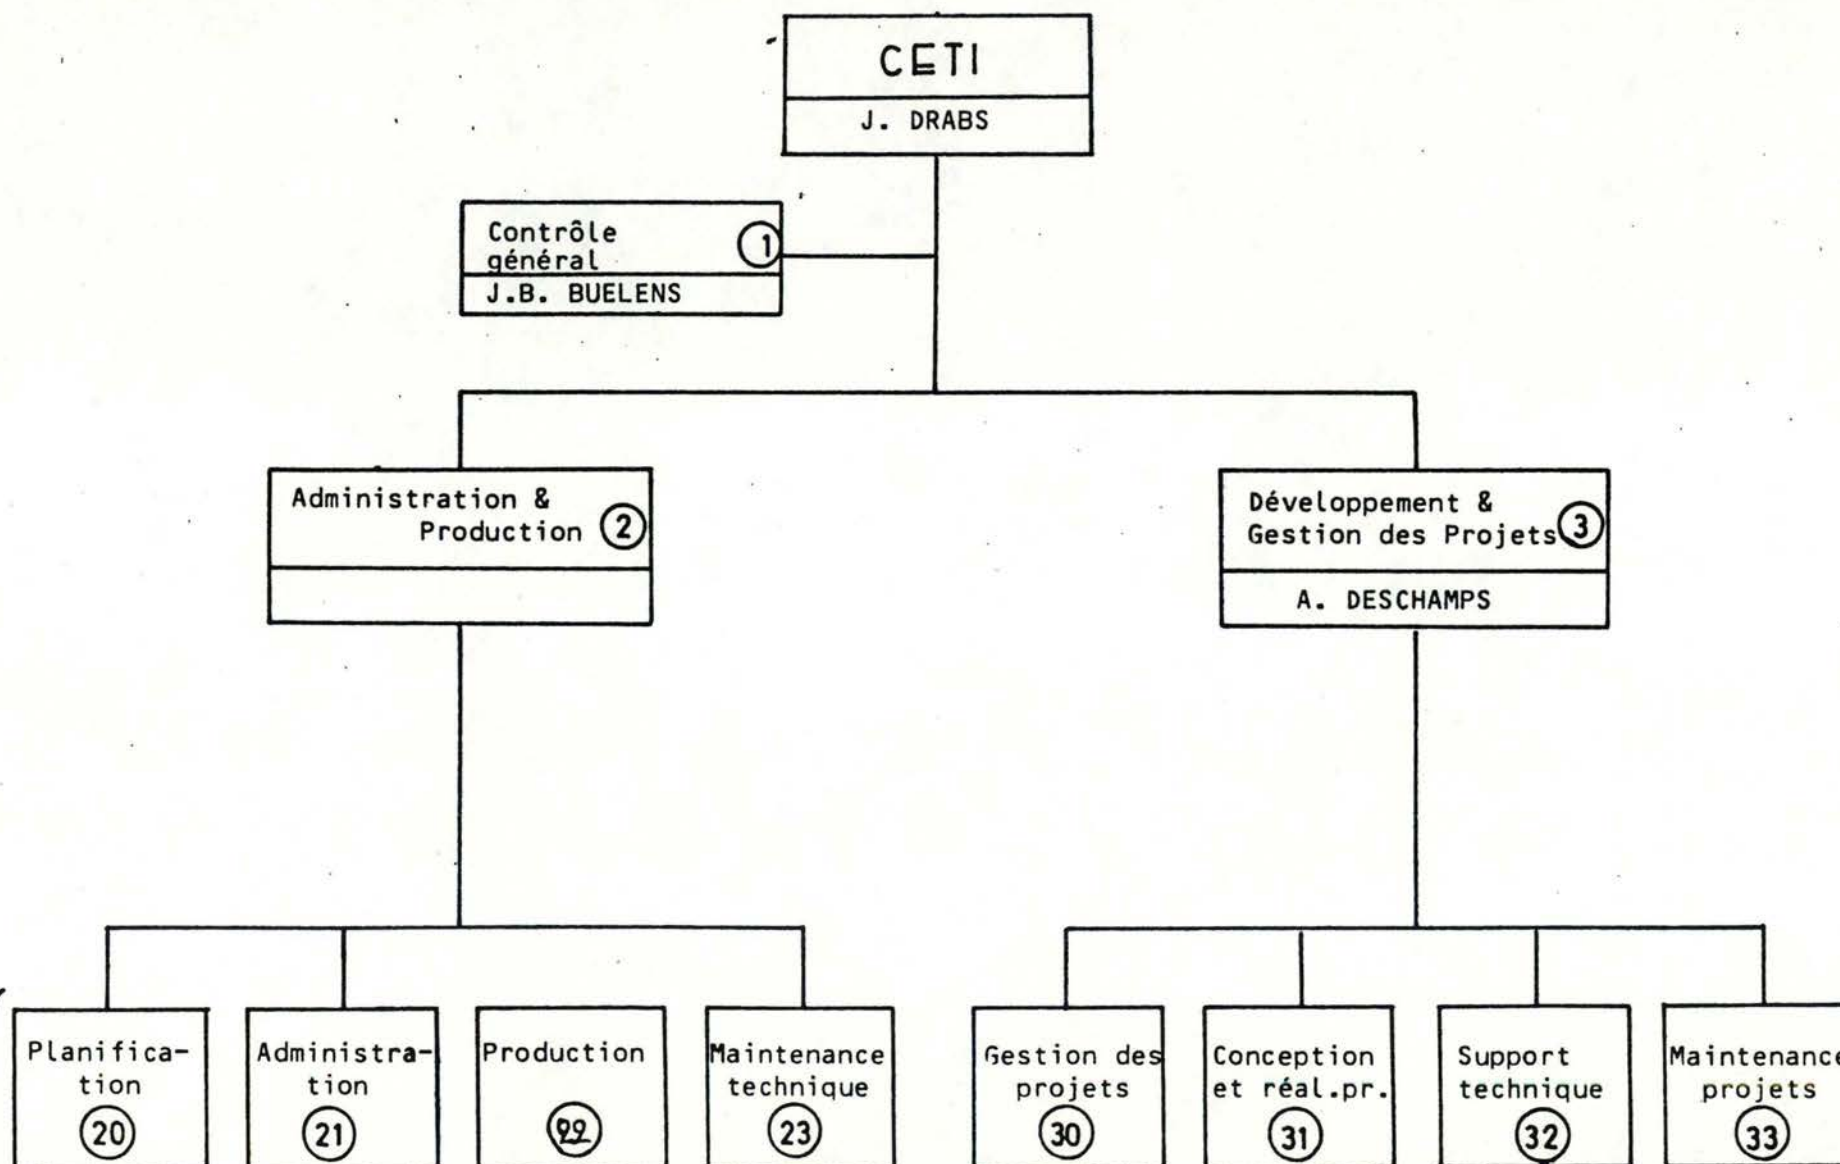 CETI
J. DRABS
Contrôle
général
1
J.B. BUELENS
Administration &
Production
2
Développement &
Gestion des Projets
3
A. DESCHAMPS
Planifica-
tion
20
Administra-
tion
21
Production
22
Maintenance
technique
23
Gestion des
projets
30
Conception
et réal.pr.
31
Support
technique
32
Maintenance
projets
33